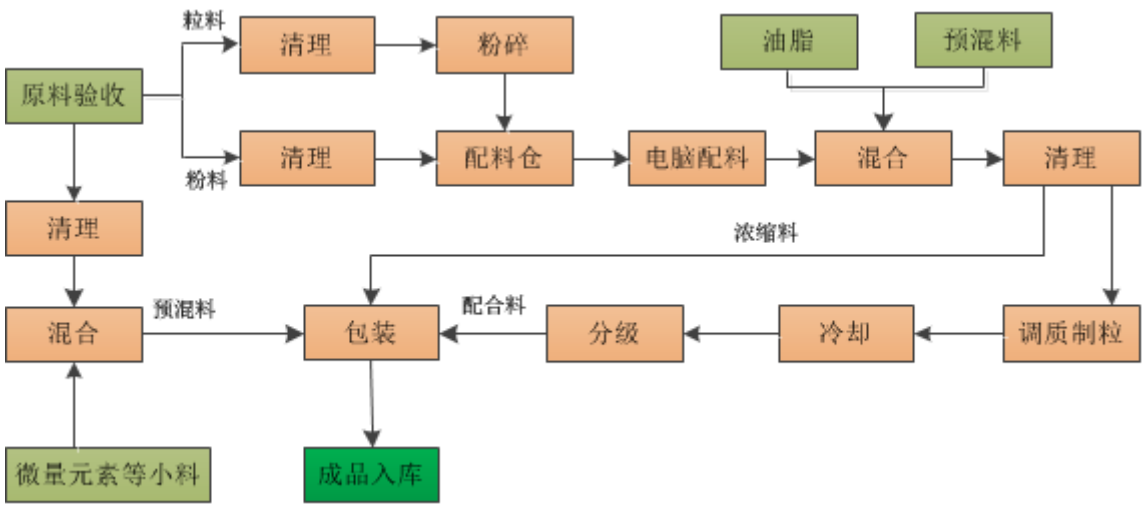 粒料
清理
粉碎
油脂
预混料
原料验收
粉料
清理
配料仓
电脑配料
混合
清理
清理
浓缩料
混合
预混料
包装
配合料
分级
冷却
调质制粒
微量元素等小料
成品入库